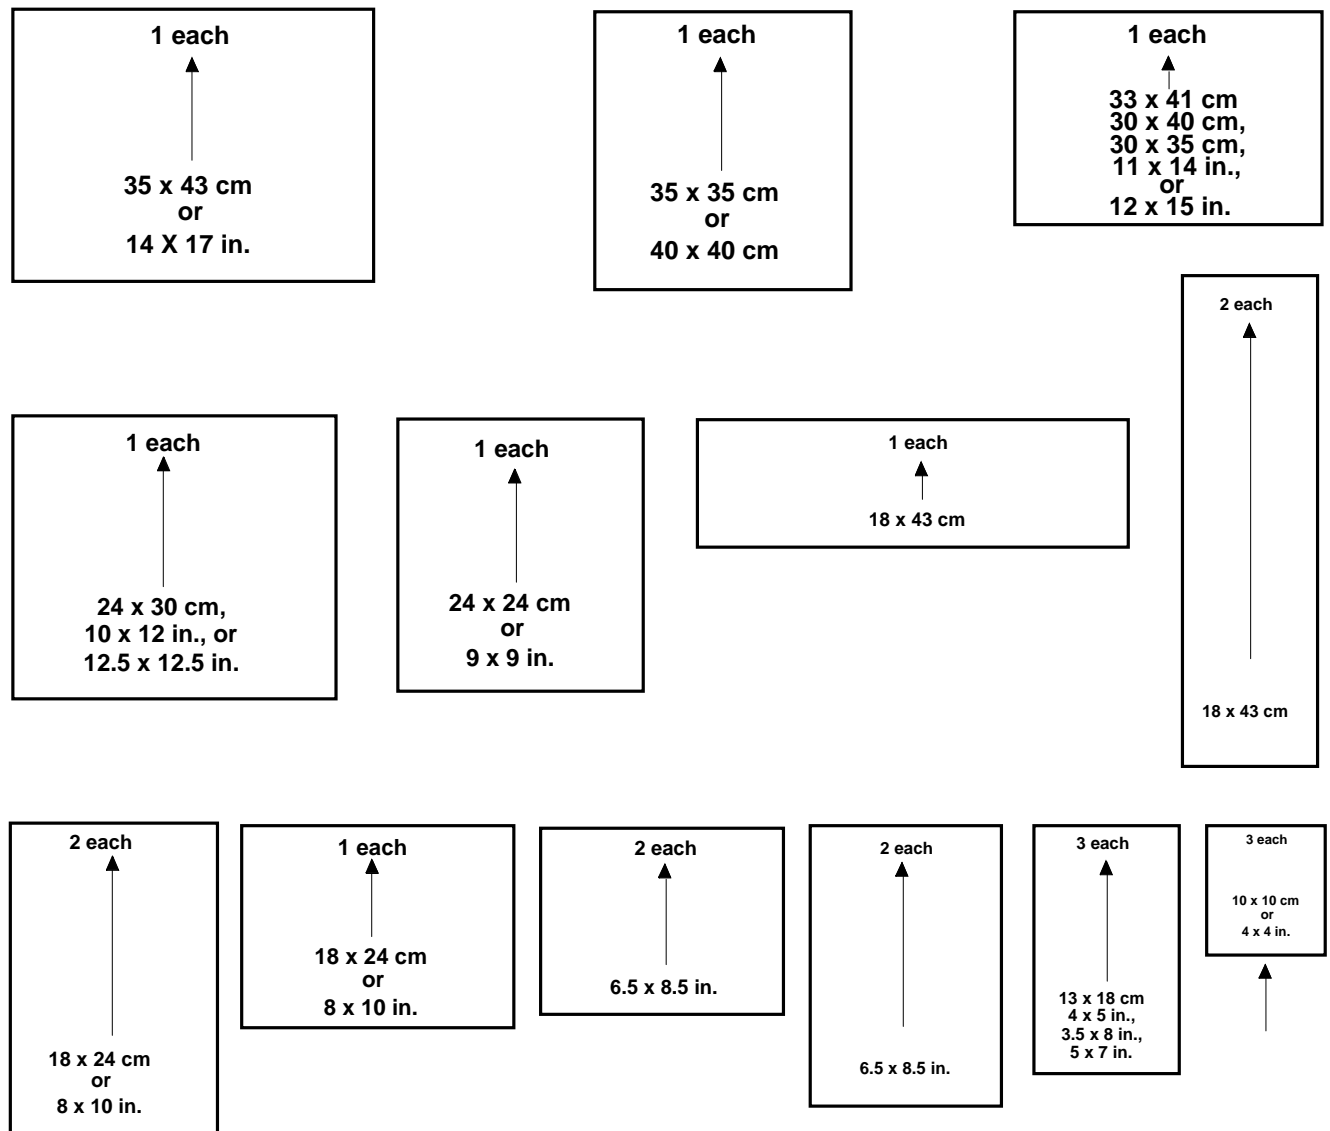 1 each
35 x 43 cm
or
14 X 17 in.
1 each
35 x 35 cm
or
40 x 40 cm
1 each
33 x 41 cm
30 x 40 cm,
30 x 35 cm,
11 x 14 in.,
or
12 x 15 in.
1 each
24 x 30 cm,
10 x 12 in., or
12.5 x 12.5 in.
1 each
24 x 24 cm
or
9 x 9 in.
1 each
18 x 43 cm
2 each
18 x 43 cm
2 each
18 x 24 cm
or
8 x 10 in.
1 each
18 x 24 cm
or
8 x 10 in.
2 each
6.5 x 8.5 in.
2 each
6.5 x 8.5 in.
3 each
13 x 18 cm
4 x 5 in.,
3.5 x 8 in.,
5 x 7 in.
3 each
10 x 10 cm
or
4 x 4 in.